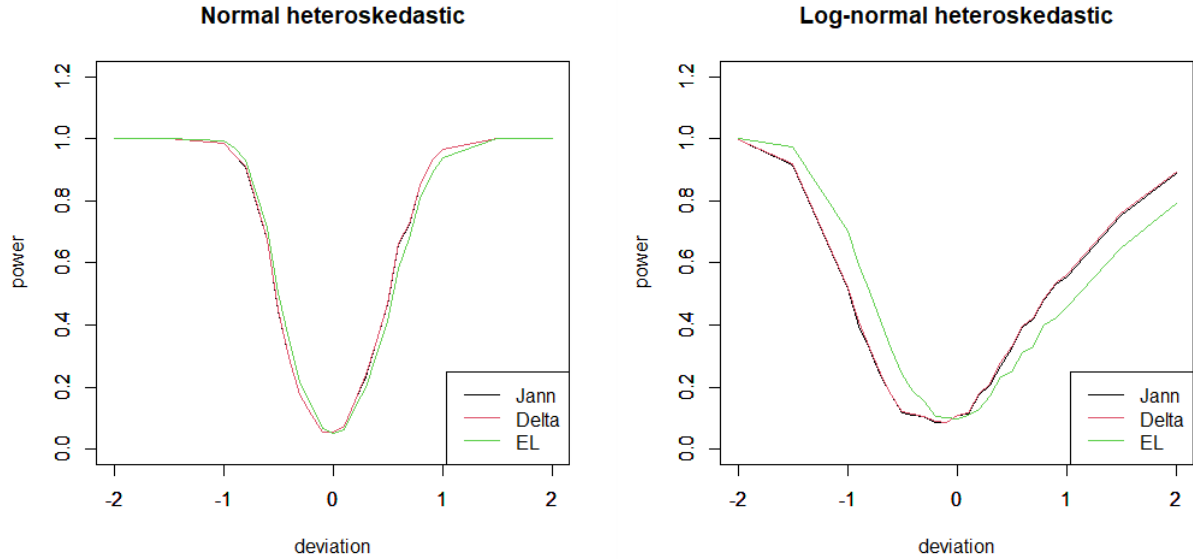 Normal heteroskedastic
power
1.2
1.0
0.8
0.6
0.4
0.2
0.0
Jann
Delta
EL
-2
-1
0
1
2
deviation
Log-normal heteroskedastic
power
1.2
1.0
0.8
0.6
0.4
0.2
0.0
Jann
Delta
EL
-2
-1
0
1
2
deviation